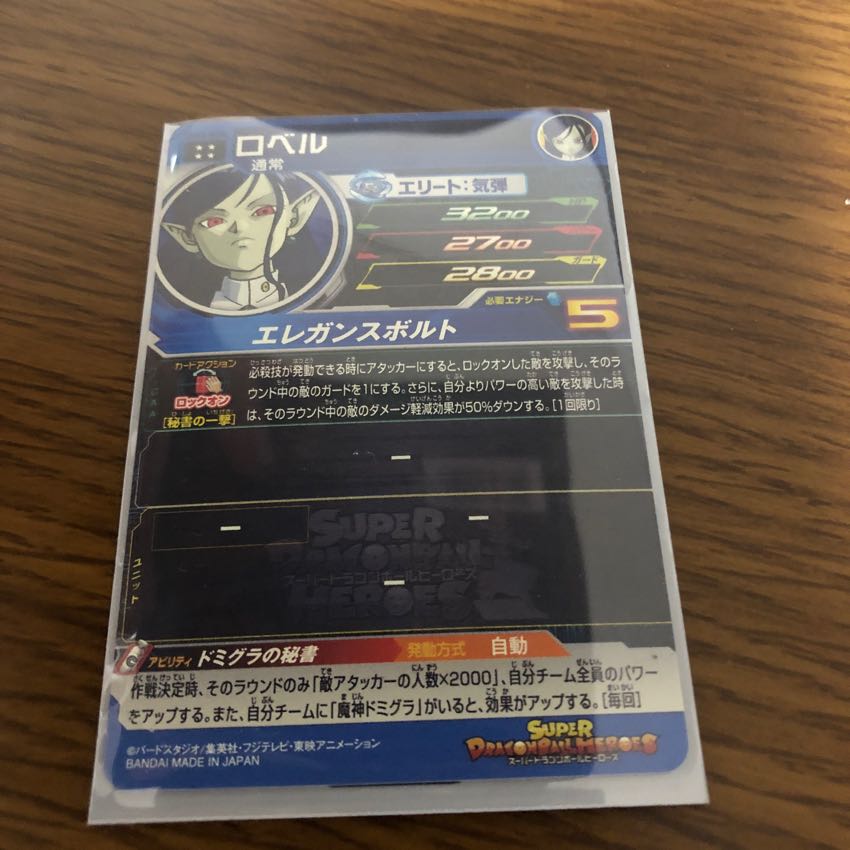 ロベル
通常
エリート：気弾
3200
2700
ガード
2800
必要エナジー 5
エレガンスボルト
カードアクション
ロックオン
[秘書の一撃]
必殺技が発動できる時にアタッカーにすると、ロックオンした敵を攻撃し、そのラ
ウンド中の敵のガードを1にする。さらに、自分よりパワーの高い敵を攻撃した時
は、そのラウンド中の敵のダメージ軽減効果が50%ダウンする。[1回限り]
ー
ユニット
ー
ー
ー
SUPER
DRAGONBALL
スーパードラゴンボールヒーローズ
HEROES
アビリティ ドミグラの秘書 発動方式 自動
作戦決定時、そのラウンドのみ「敵アタッカーの人数×2000」、自分チーム全員のパワー
をアップする。また、自分チームに「魔神ドミグラ」がいると、効果がアップする。[毎回]
©バードスタジオ/集英社・フジテレビ・東映アニメーション
BANDAI MADE IN JAPAN
SUPER
DRAGONBALL HEROES
スーパードラゴンボールヒーローズ